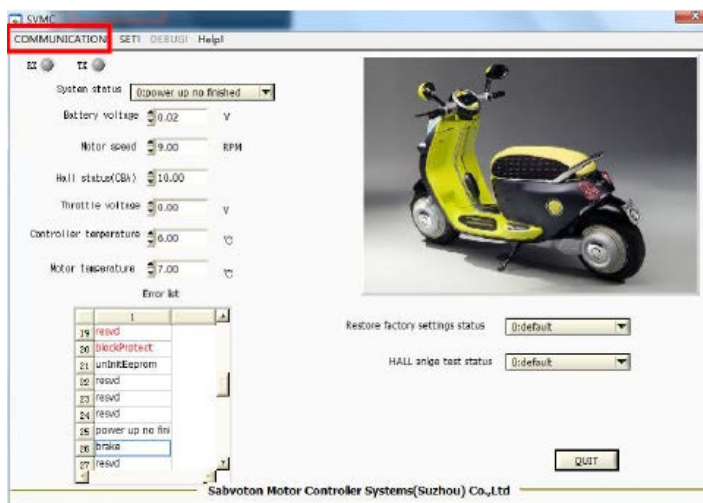 SVMC
COMMUNICATION SET! DEBUG! Help!
RX TX
System status 0:power up no finished
Battery voltage 0.02 V
Motor speed 9.00 RPM
Hall status(CBA) 10.00
Throttle voltage 0.00 V
Controller temperature 6.00 ℃
Motor temperature 7.00 ℃
Error list
1
19 resvd
20 blockProtect
21 unInitEeprom
22 resvd
23 resvd
24 resvd
25 power up no fini
26 brake
27 resvd
Restore factory settings status 0:default
HALL anlge test status 0:default
QUIT
Sabvoton Motor Controller Systems(Suzhou) Co.,Ltd